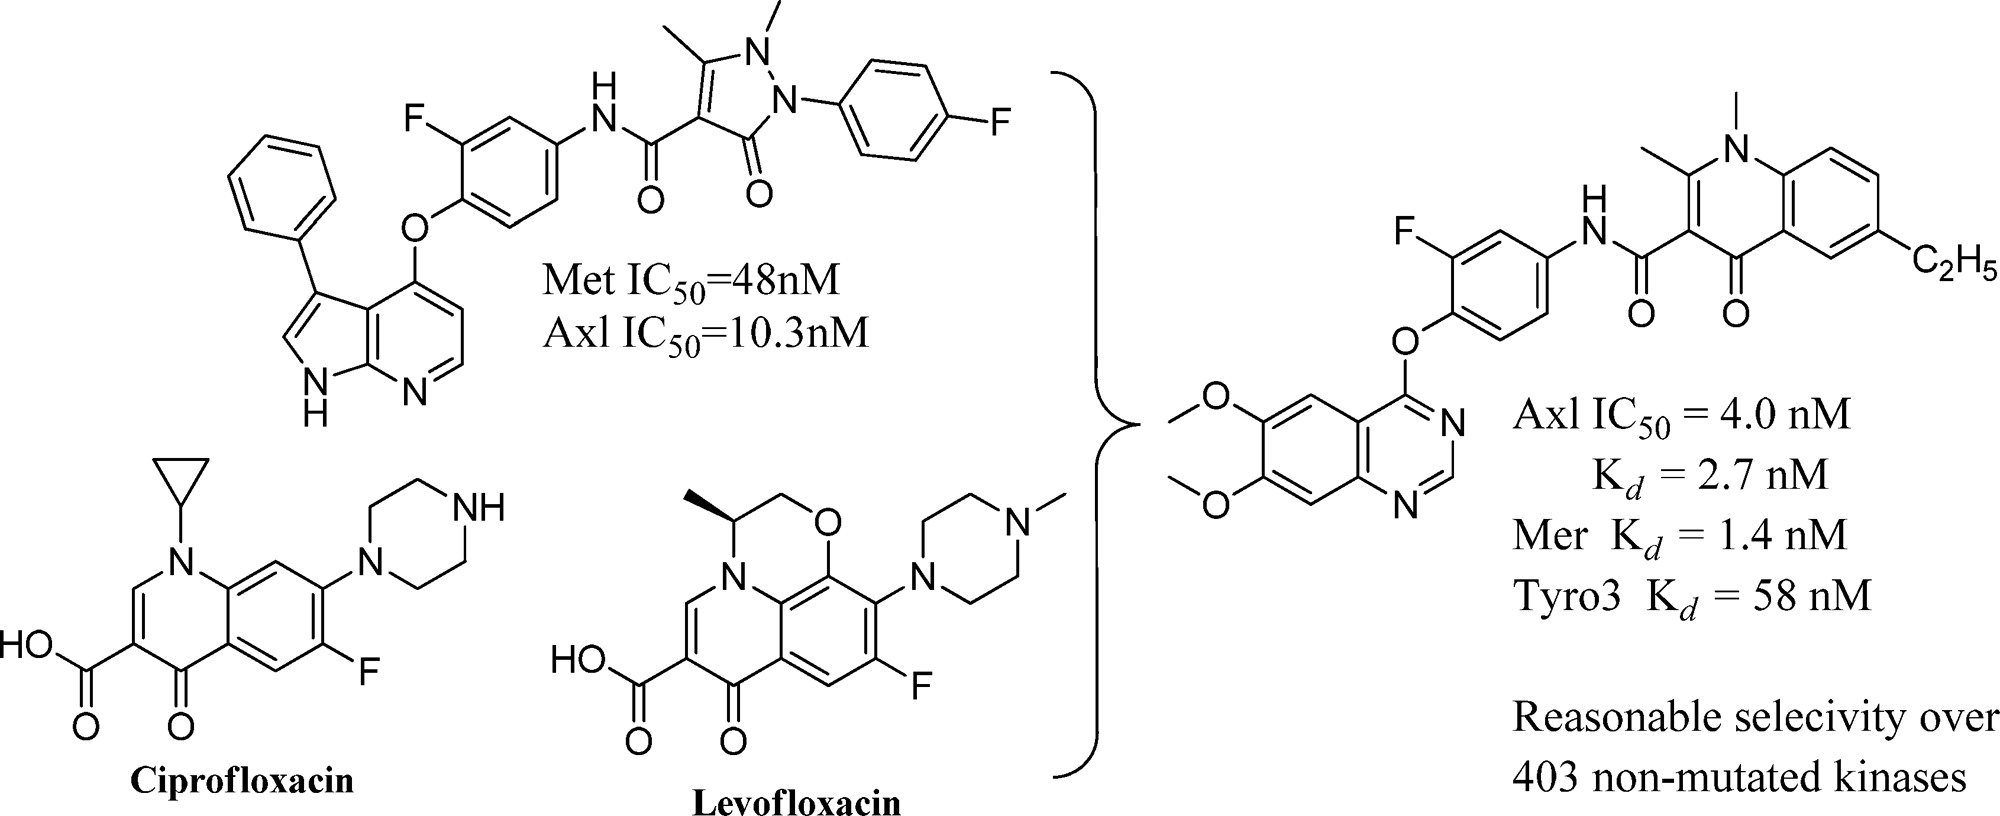 H
N
N
N
F
F
O
O
O
N
H
N
Met IC50=48nM
Axl IC50=10.3nM
N
NH
N
HO
O
O
F
Ciprofloxacin
O
N
N
N
HO
O
O
F
Levofloxacin
N
H
N
F
O
O
C2H5
O
O
O
N
N
Axl IC50 = 4.0 nM
Kd = 2.7 nM
Mer Kd = 1.4 nM
Tyro3 Kd = 58 nM
Reasonable selecivity over
403 non-mutated kinases